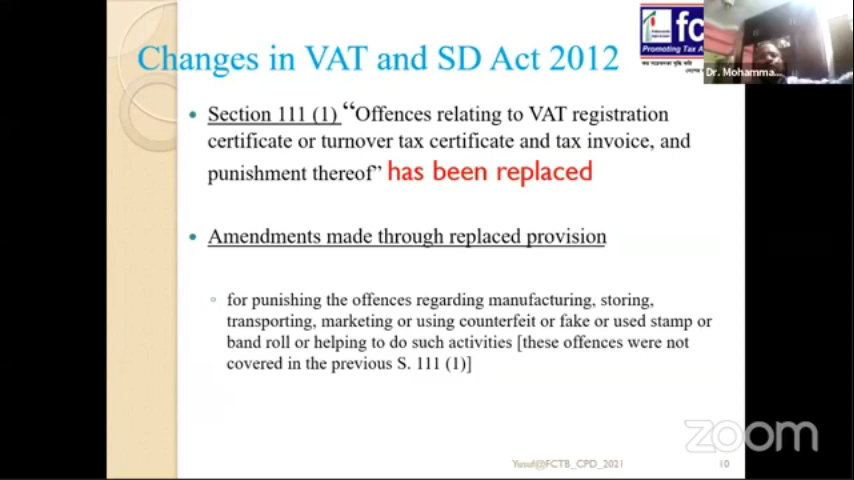 Changes in VAT and SD Act 2012
fc
Promoting Tax A
Dr. Mohamma...
• Section 111 (1) “Offences relating to VAT registration
certificate or turnover tax certificate and tax invoice, and
punishment thereof” has been replaced
• Amendments made through replaced provision
◦ for punishing the offences regarding manufacturing, storing,
transporting, marketing or using counterfeit or fake or used stamp or
band roll or helping to do such activities [these offences were not
covered in the previous S. 111 (1)]
zoom
Yusuf@FCTB_CPD_2021
10